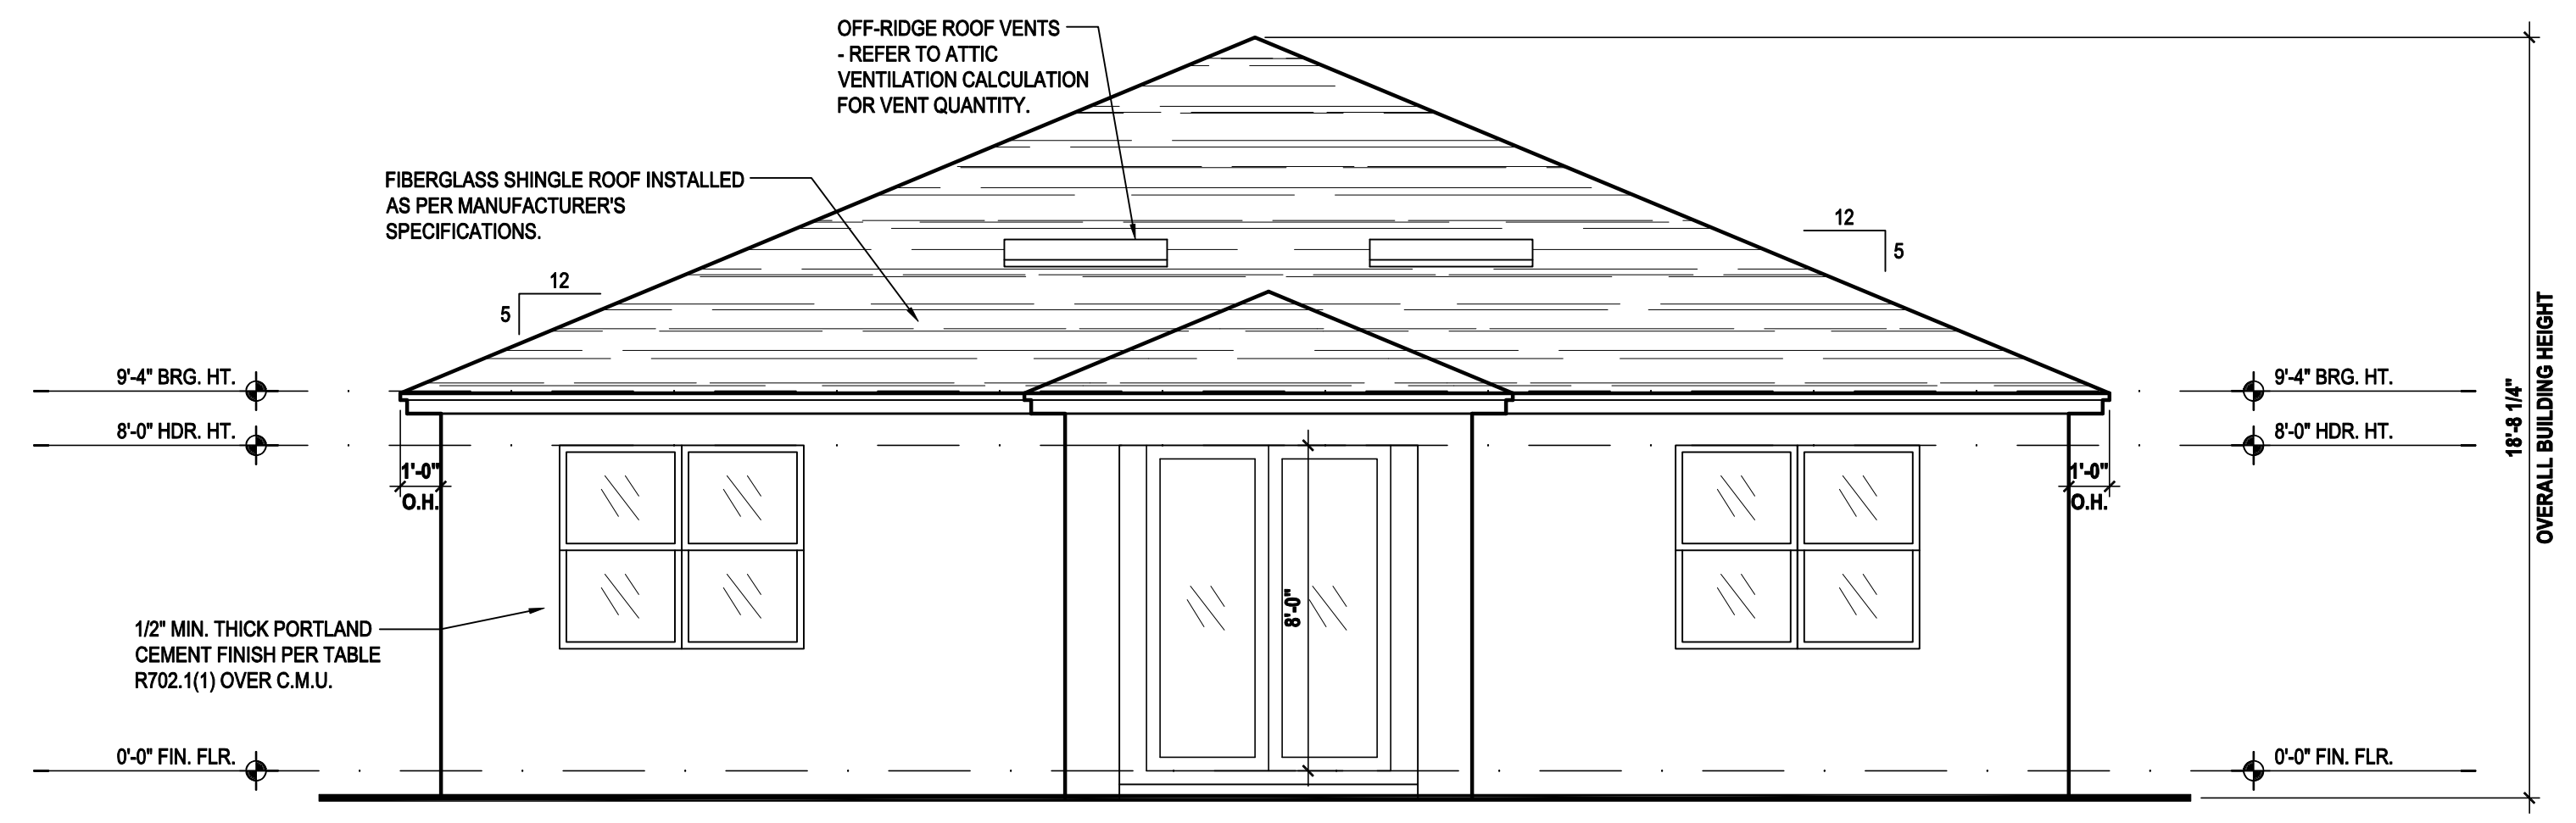 OFF-RIDGE ROOF VENTS
- REFER TO ATTIC
VENTILATION CALCULATION
FOR VENT QUANTITY.
FIBERGLASS SHINGLE ROOF INSTALLED
AS PER MANUFACTURER'S
SPECIFICATIONS.
12
5
12
5
9'-4" BRG. HT.
9'-4" BRG. HT.
8'-0" HDR. HT.
8'-0" HDR. HT.
1'-0"
O.H.
1'-0"
O.H.
18'-8 1/4"
OVERALL BUILDING HEIGHT
8'-0"
1/2" MIN. THICK PORTLAND
CEMENT FINISH PER TABLE
R702.1(1) OVER C.M.U.
0'-0" FIN. FLR.
0'-0" FIN. FLR.